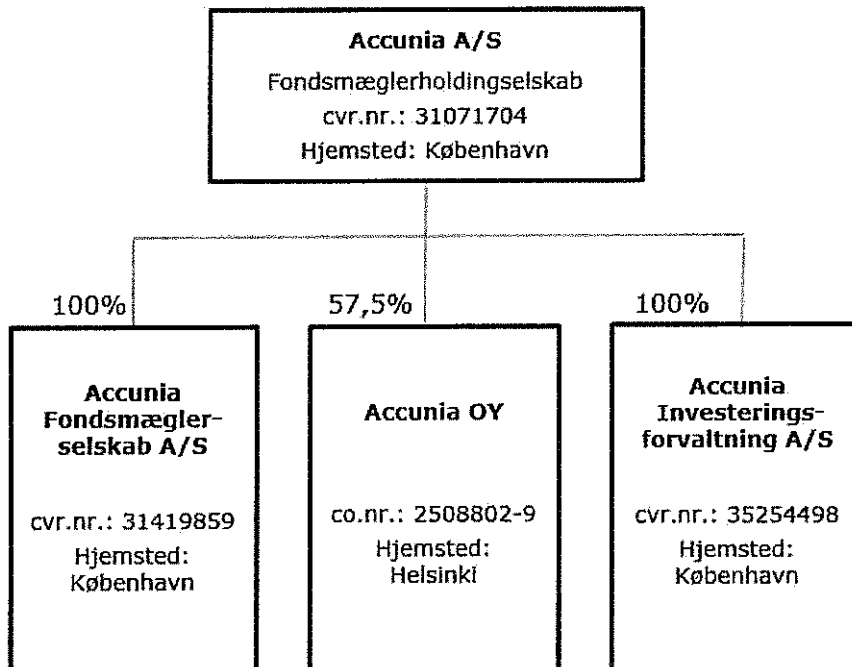 Accunia A/S
Fondsmæglerholdingselskab
cvr.nr.: 31071704
Hjemsted: København
100%
57,5%
100%
Accunia
Fondsmægler-
selskab A/S
cvr.nr.: 31419859
Hjemsted:
København
Accunia OY
co.nr.: 2508802-9
Hjemsted:
Helsinki
Accunia
Investerings-
forvaltning A/S
cvr.nr.: 35254498
Hjemsted:
København